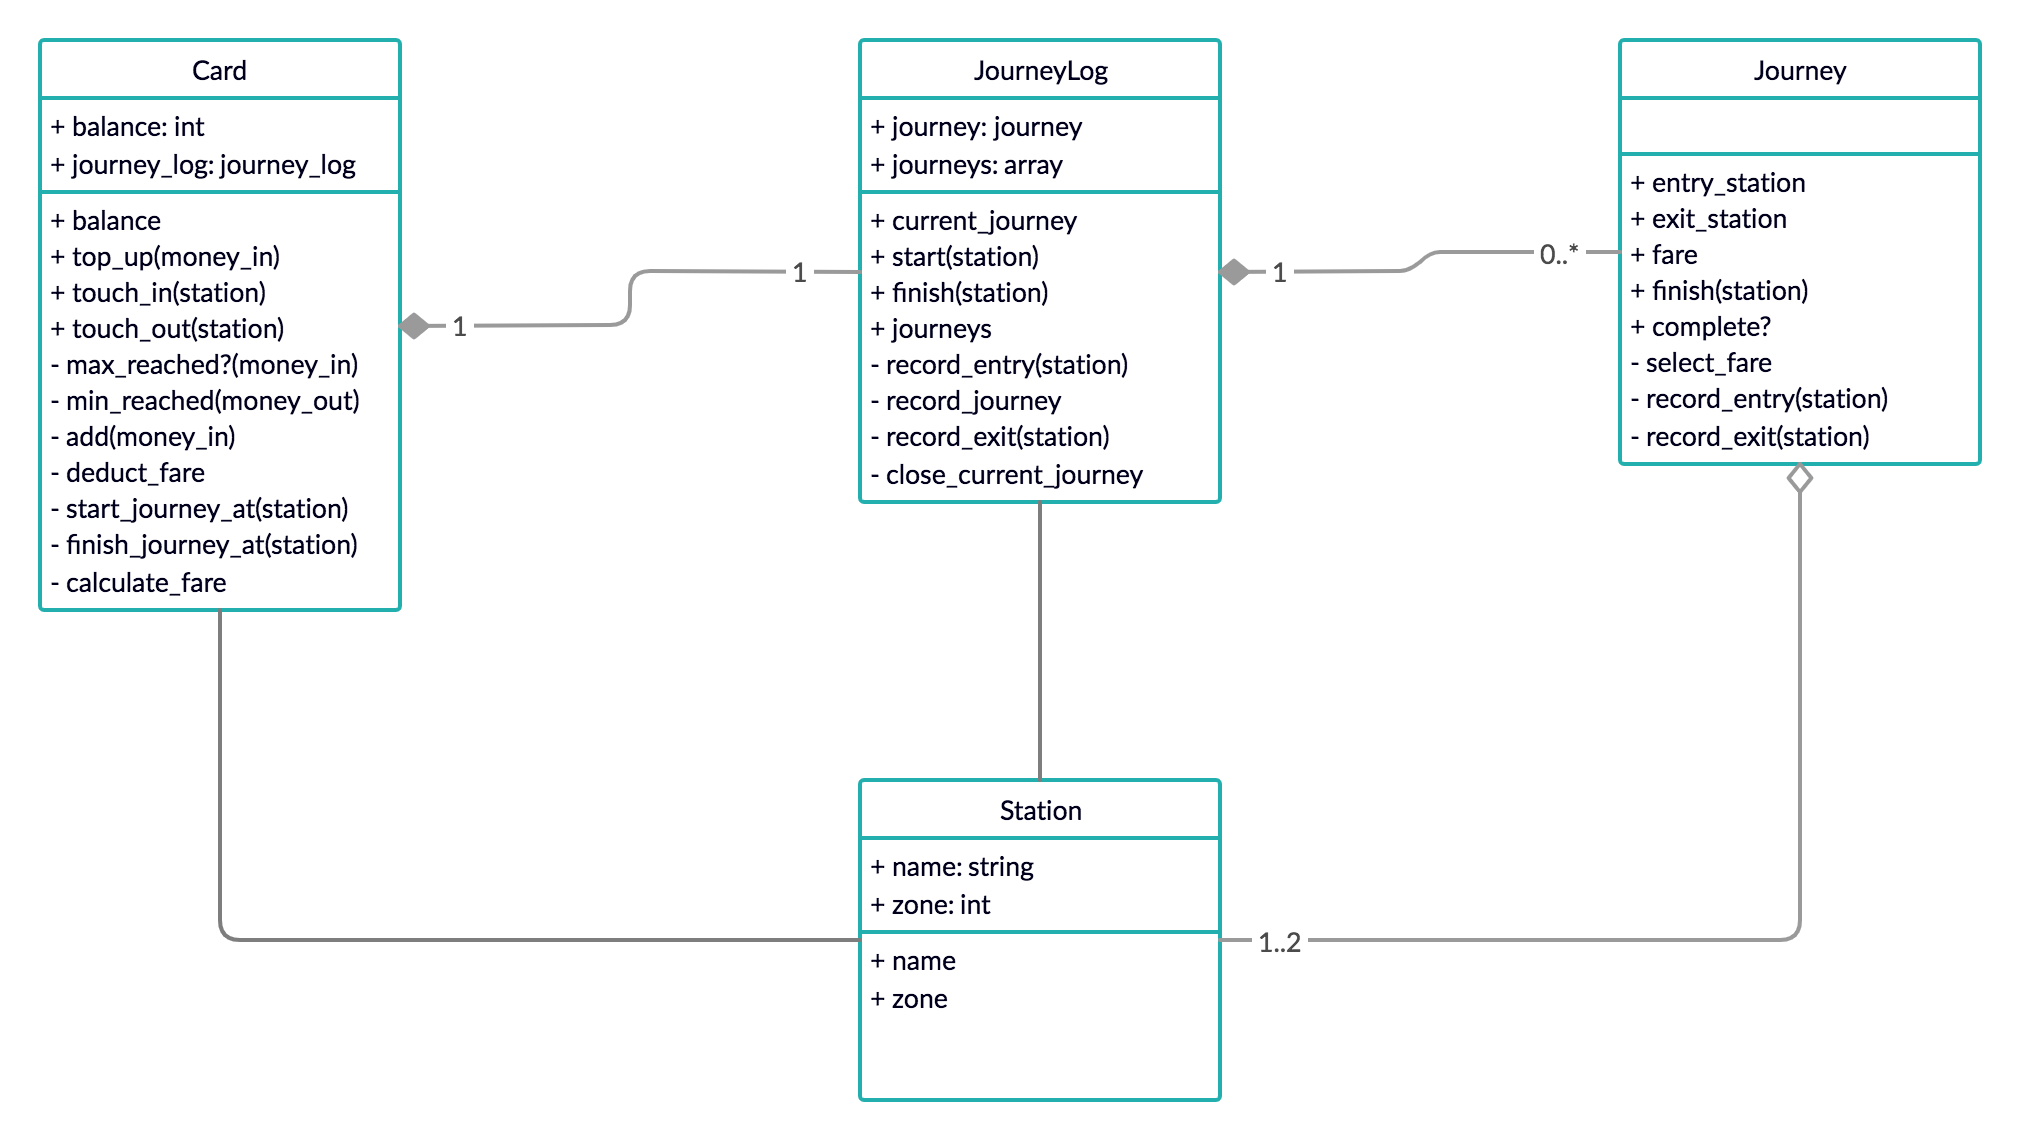 Card
+ balance: int
+ journey_log: journey_log
+ balance
+ top_up(money_in)
+ touch_in(station)
+ touch_out(station)
- max_reached?(money_in)
- min_reached(money_out)
- add(money_in)
- deduct_fare
- start_journey_at(station)
- finish_journey_at(station)
- calculate_fare
1
1
JourneyLog
+ journey: journey
+ journeys: array
+ current_journey
+ start(station)
+ finish(station)
+ journeys
- record_entry(station)
- record_journey
- record_exit(station)
- close_current_journey
1
0..*
Journey
+ entry_station
+ exit_station
+ fare
+ finish(station)
+ complete?
- select_fare
- record_entry(station)
- record_exit(station)
Station
+ name: string
+ zone: int
+ name
+ zone
1..2